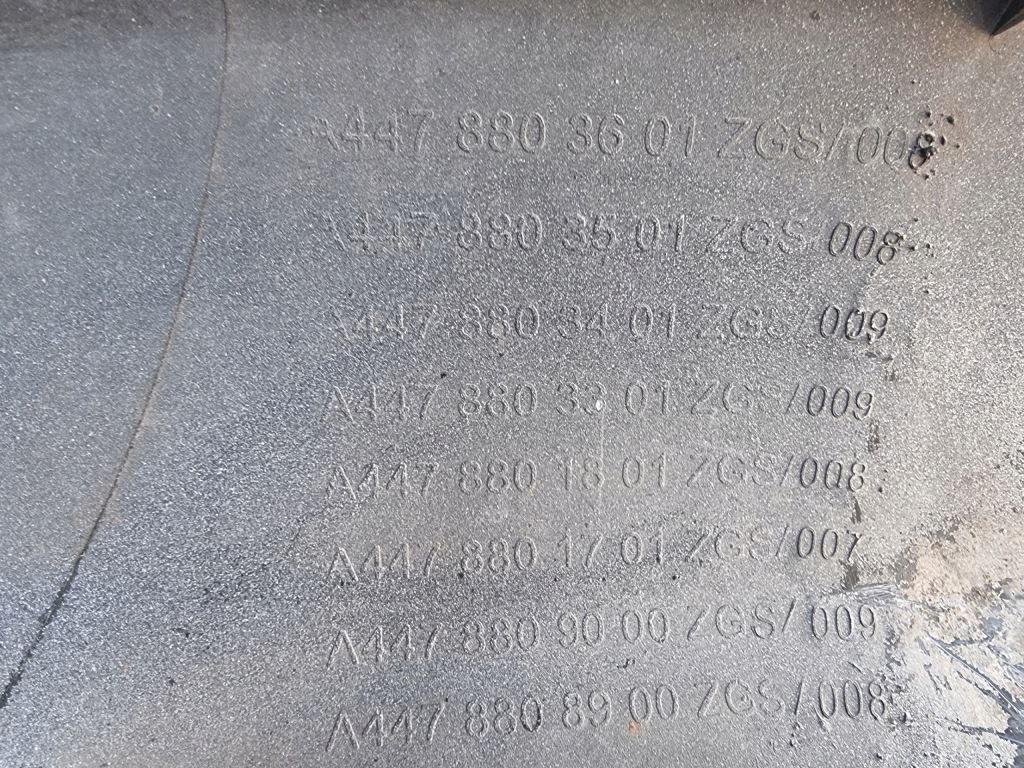 A447 880 36 01 ZGS/008
A447 880 35 01 ZGS 008
A447 880 34 01 ZGS/009
A447 880 33 01 ZGS/009
A447 880 18 01 ZGS/008
A447 880 17 01 ZGS/007
A447 880 90 00 ZGS/009
A447 880 89 00 ZGS/008